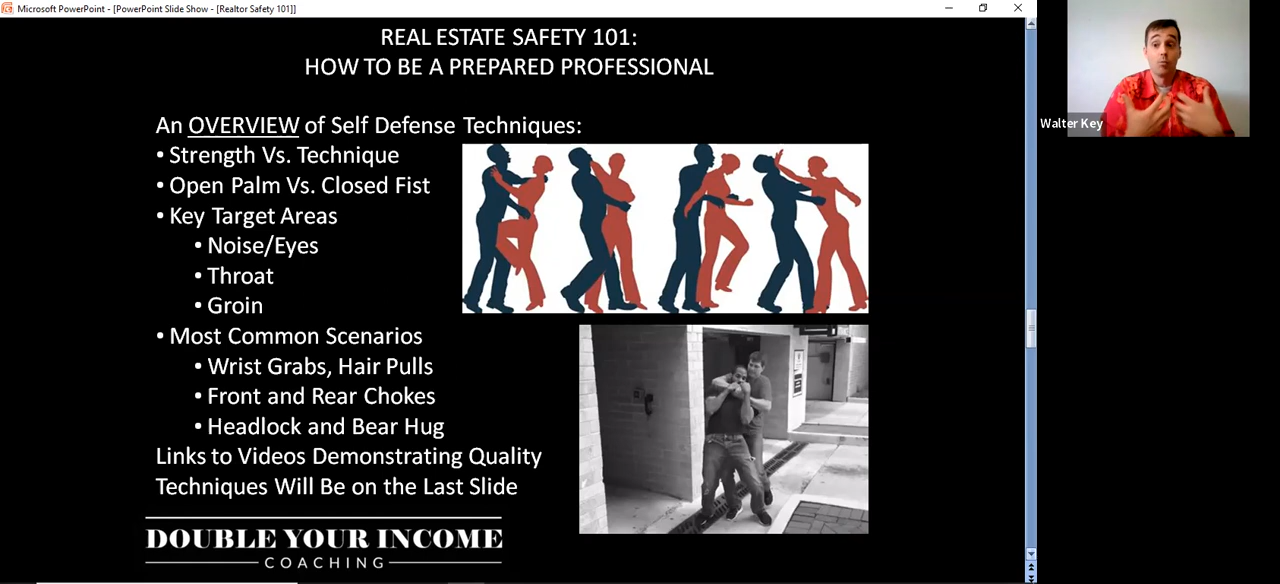 Microsoft PowerPoint - [PowerPoint Slide Show - [Realtor Safety 101]]
REAL ESTATE SAFETY 101:
HOW TO BE A PREPARED PROFESSIONAL
An OVERVIEW of Self Defense Techniques:
• Strength Vs. Technique
• Open Palm Vs. Closed Fist
• Key Target Areas
• Noise/Eyes
• Throat
• Groin
• Most Common Scenarios
• Wrist Grabs, Hair Pulls
• Front and Rear Chokes
• Headlock and Bear Hug
Links to Videos Demonstrating Quality
Techniques Will Be on the Last Slide
DOUBLE YOUR INCOME
COACHING
Walter Key